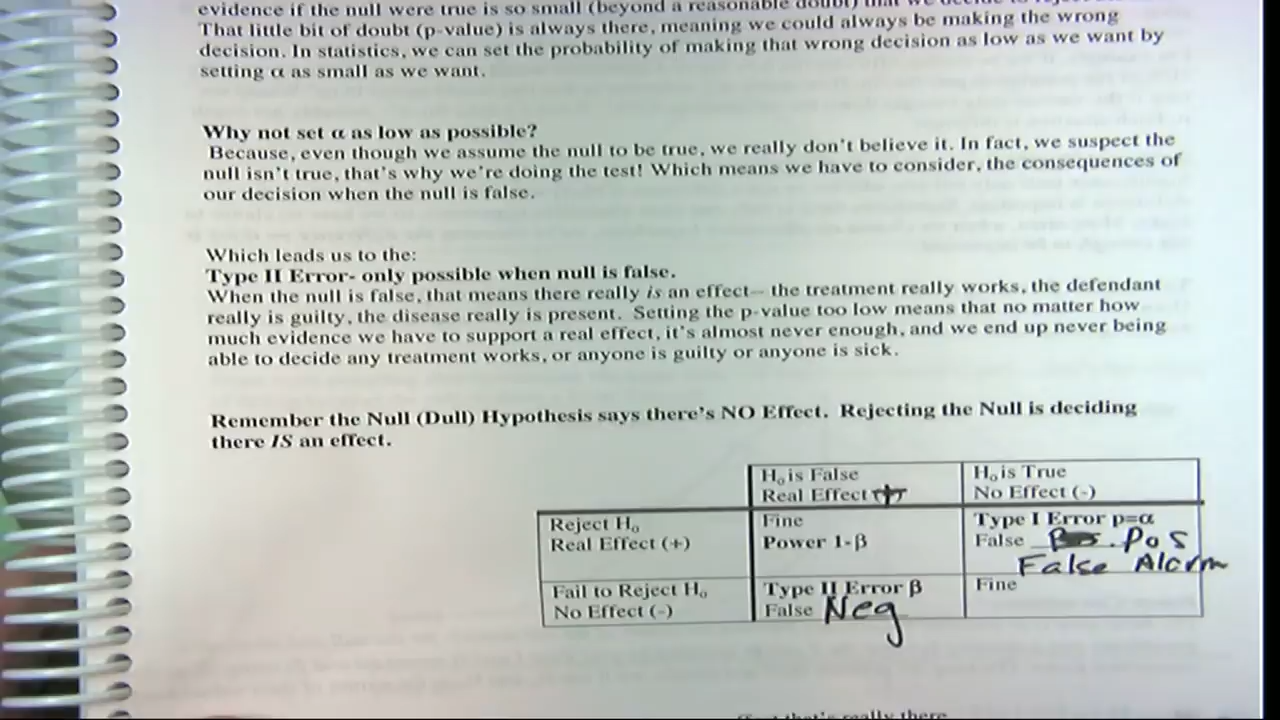 evidence if the null were true is so small (beyond a reasonable doubt) that we decide to
That little bit of doubt (p-value) is always there, meaning we could always be making the wrong
decision. In statistics, we can set the probability of making that wrong decision as low as we want by
setting α as small as we want.
Why not set α as low as possible?
Because, even though we assume the null to be true, we really don't believe it. In fact, we suspect the
null isn't true, that's why we're doing the test! Which means we have to consider, the consequences of
our decision when the null is false.
Which leads us to the:
Type II Error- only possible when null is false.
When the null is false, that means there really is an effect– the treatment really works, the defendant
really is guilty, the disease really is present. Setting the p-value too low means that no matter how
much evidence we have to support a real effect, it's almost never enough, and we end up never being
able to decide any treatment works, or anyone is guilty or anyone is sick.
Remember the Null (Dull) Hypothesis says there's NO Effect. Rejecting the Null is deciding
there IS an effect.
H₀ is False
Real Effect (+)
H₀ is True
No Effect (-)
Reject H₀
Real Effect (+)
Fine
Power 1-β
Type I Error p=α
False Pos
False Alarm
Fail to Reject H₀
No Effect (-)
Type II Error β
False Neg
Fine
that's really there